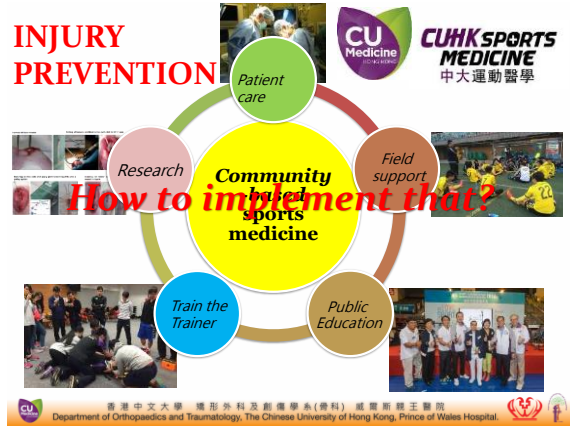 INJURY
PREVENTION
CU
Medicine
HONG KONG
CUHK SPORTS
MEDICINE
中大運動醫學
Patient
care
Research
Field
support
Community
based
sports
medicine
How to implement that?
Train the
Trainer
Public
Education
CU
Medicine
香港中文大學 矯形外科及創傷學系(骨科) 威爾斯親王醫院
Department of Orthopaedics and Traumatology, The Chinese University of Hong Kong, Prince of Wales Hospital.